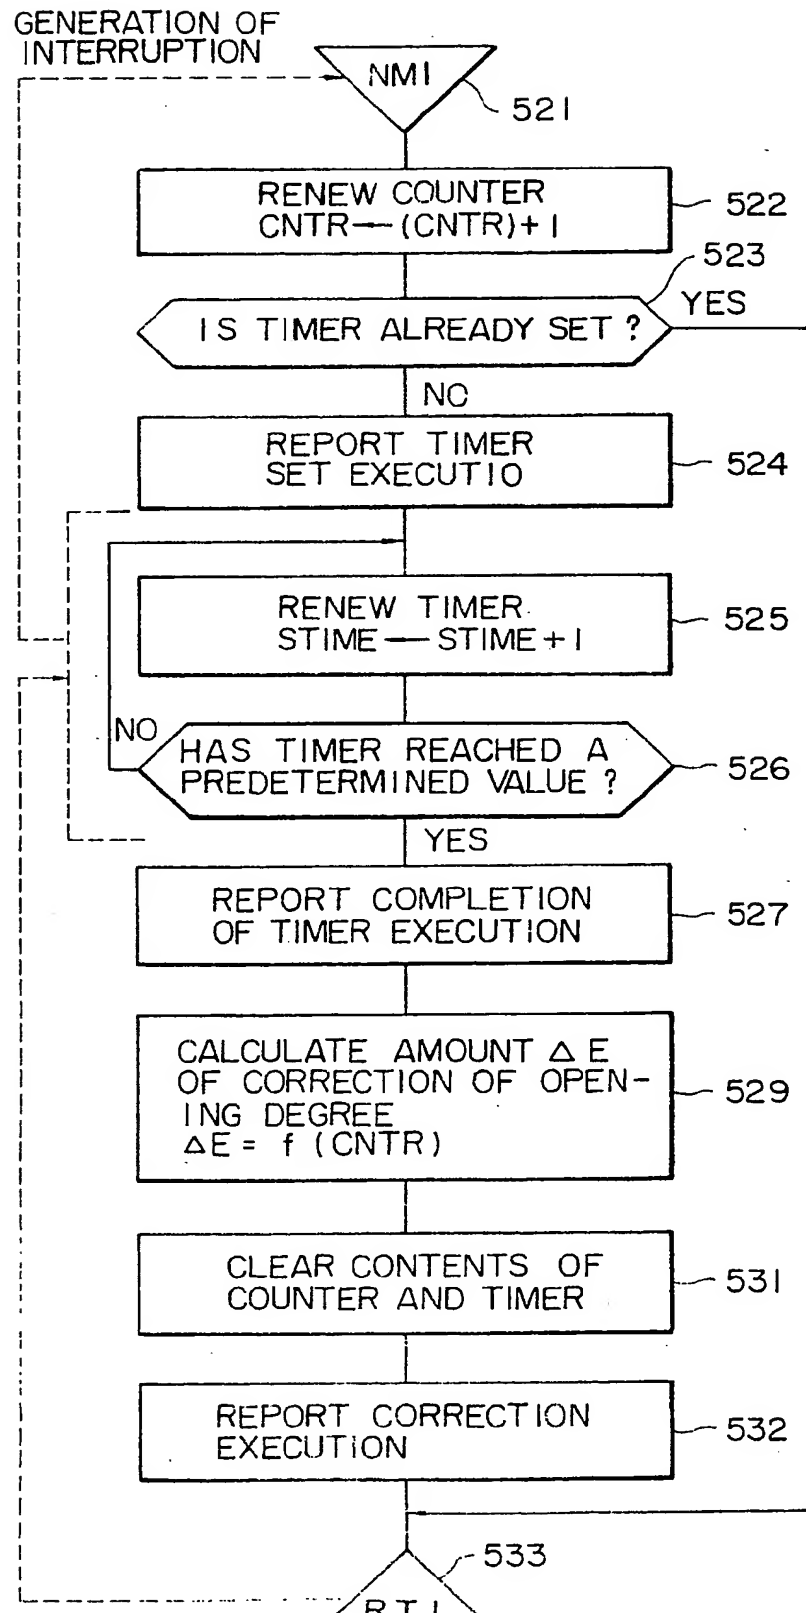 GENERATION OF
INTERRUPTION
NMI
521
RENEW COUNTER
CNTR ← (CNTR) + 1
522
523
IS TIMER ALREADY SET ?
YES
NO
REPORT TIMER
SET EXECUTIO
524
RENEW TIMER
STIME ← STIME + 1
525
NO
HAS TIMER REACHED A
PREDETERMINED VALUE ?
526
YES
REPORT COMPLETION
OF TIMER EXECUTION
527
CALCULATE AMOUNT △E
OF CORRECTION OF OPEN-
ING DEGREE
△E = f (CNTR)
529
CLEAR CONTENTS OF
COUNTER AND TIMER
531
REPORT CORRECTION
EXECUTION
532
533
RTI